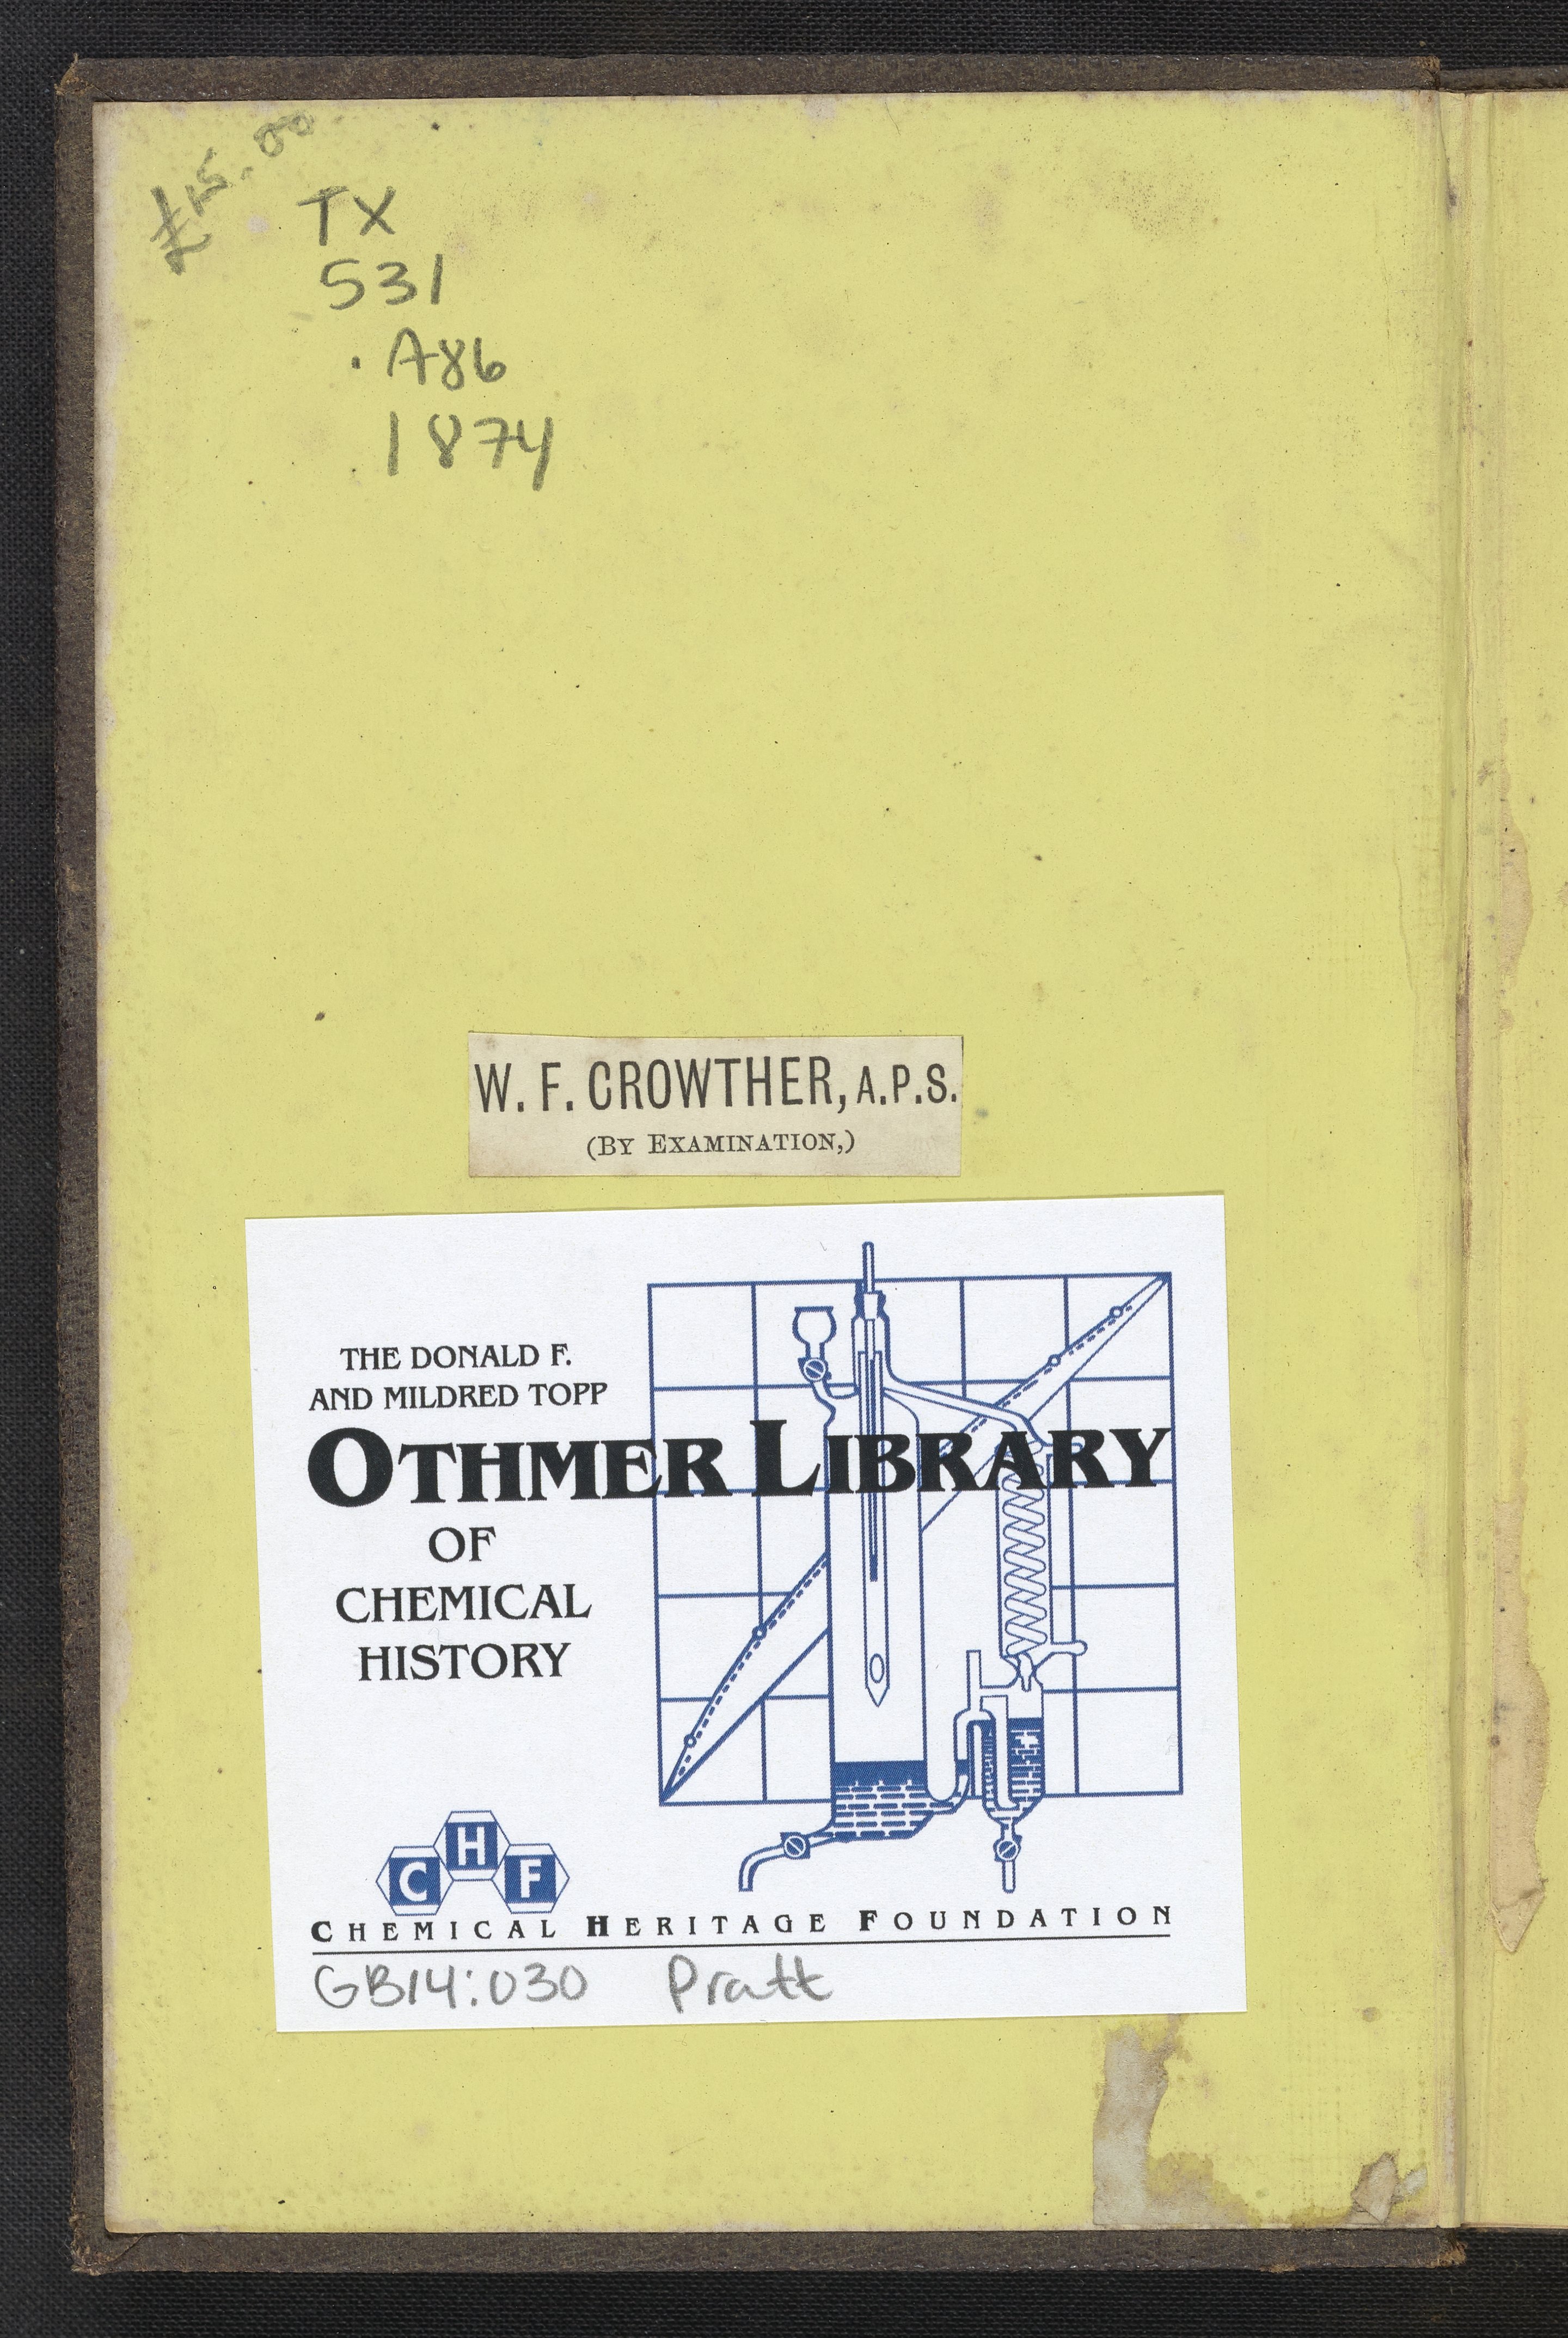 £15.00
TX
531
.A86
1874
W. F. CROWTHER, A.P.S.
(BY EXAMINATION,)
THE DONALD F.
AND MILDRED TOPP
OTHMER LIBRARY
OF
CHEMICAL
HISTORY
CHF
CHEMICAL HERITAGE FOUNDATION
GB14:030 Pratt